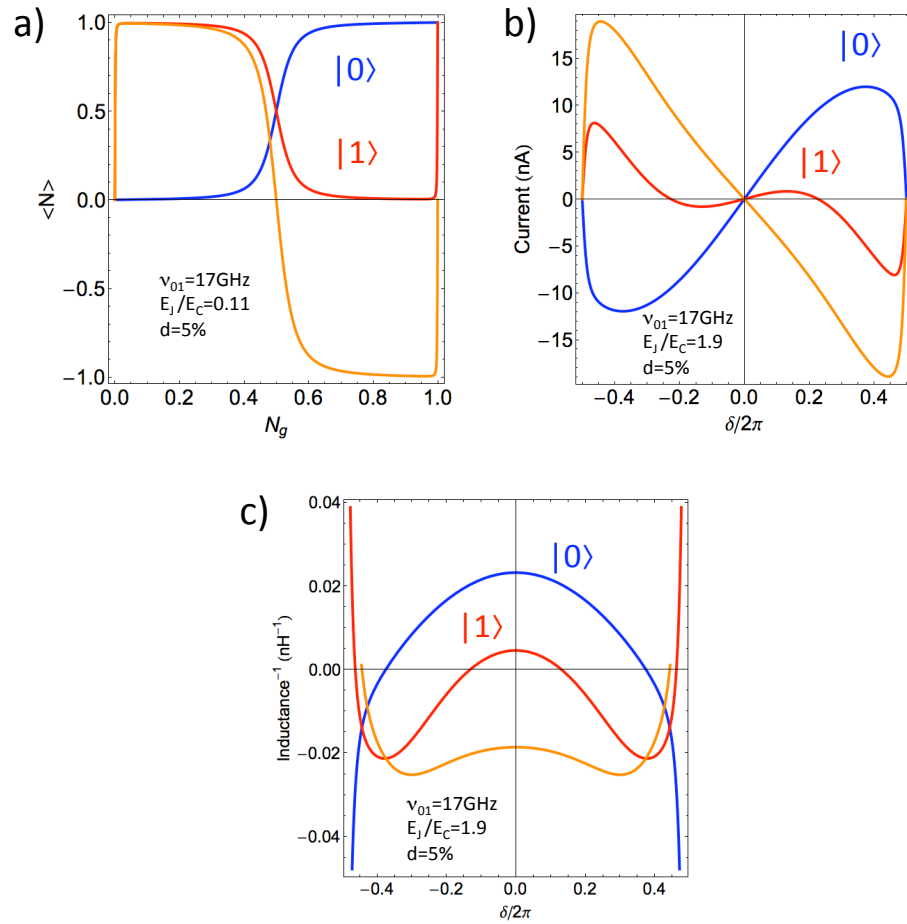 a)
|0⟩
|1⟩
<N>
1.0
0.5
0.0
−0.5
−1.0
ν01=17GHz
EJ/EC=0.11
d=5%
0.0 0.2 0.4 0.6 0.8 1.0
Ng
b)
|0⟩
|1⟩
Current (nA)
15
10
5
0
−5
−10
−15
ν01=17GHz
EJ/EC=1.9
d=5%
−0.4 −0.2 0.0 0.2 0.4
δ/2π
c)
|0⟩
|1⟩
Inductance⁻¹ (nH⁻¹)
0.04
0.02
0.00
−0.02
−0.04
ν01=17GHz
EJ/EC=1.9
d=5%
−0.4 −0.2 0.0 0.2 0.4
δ/2π